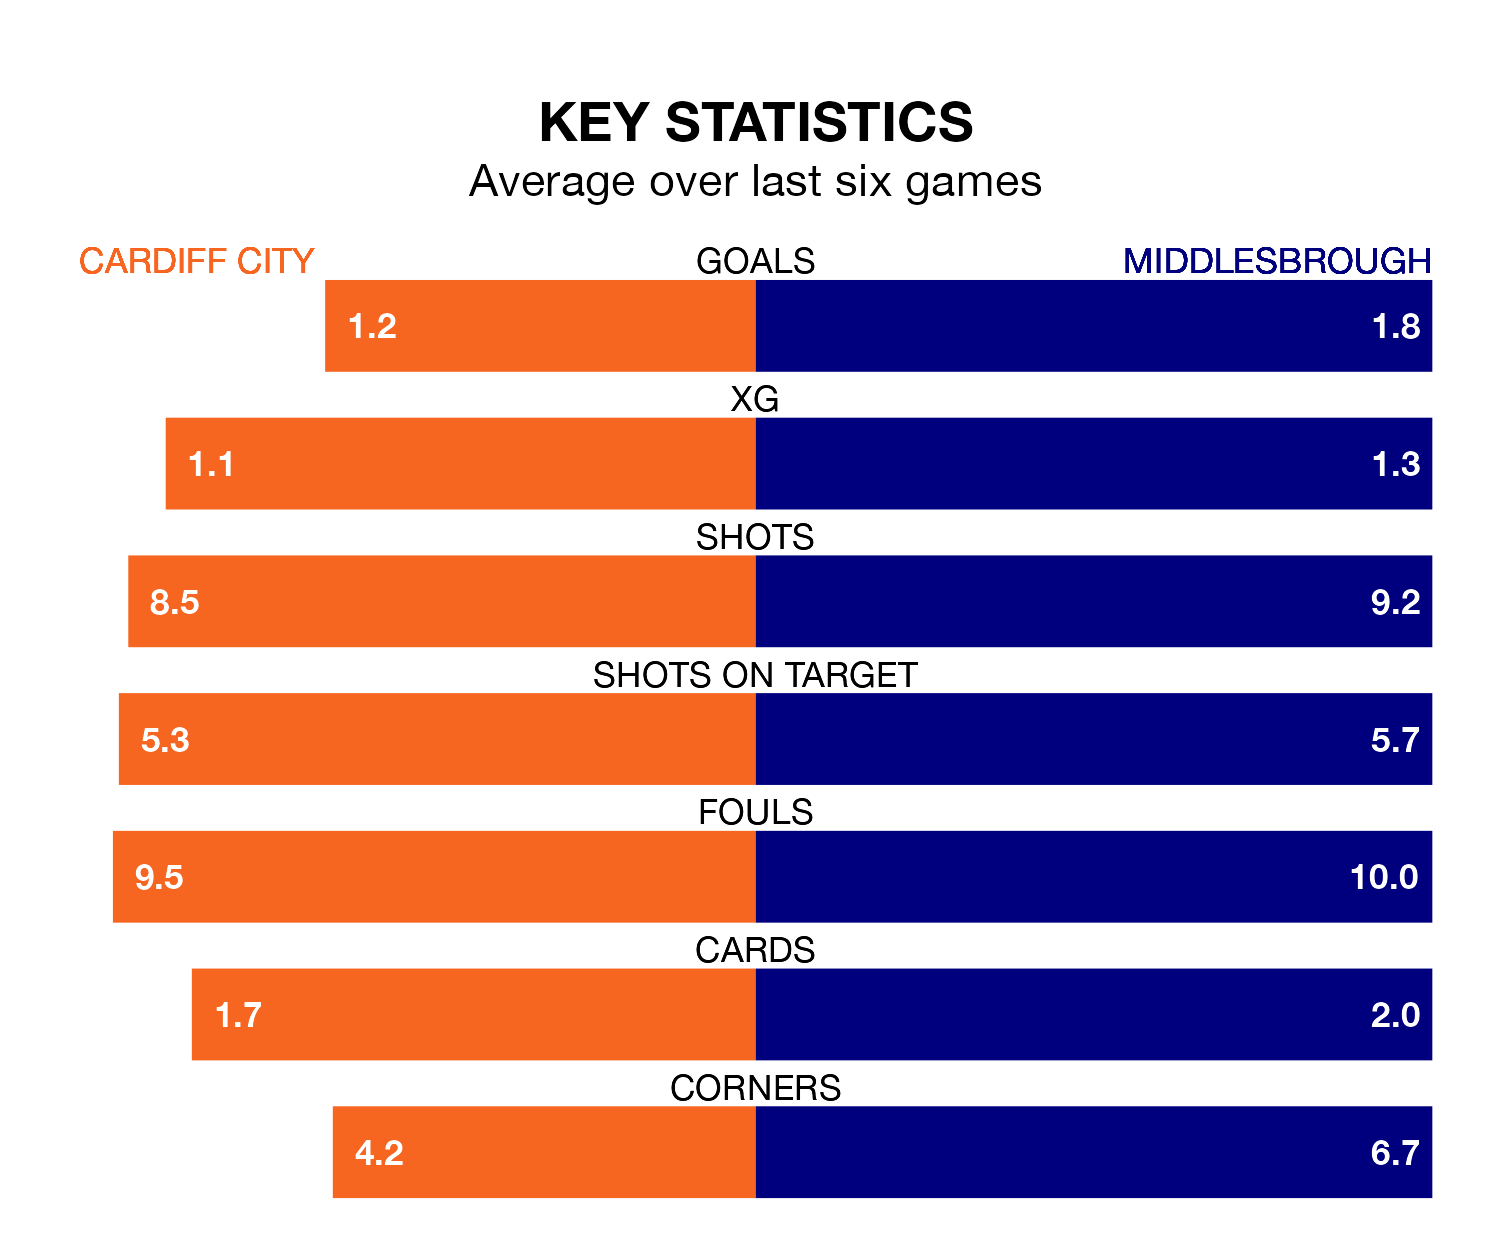 KEY STATISTICS
Average over last six games
CARDIFF CITY GOALS MIDDLESBROUGH
1.2 1.8
XG
1.1 1.3
SHOTS
8.5 9.2
SHOTS ON TARGET
5.3 5.7
FOULS
9.5 10.0
CARDS
1.7 2.0
CORNERS
4.2 6.7